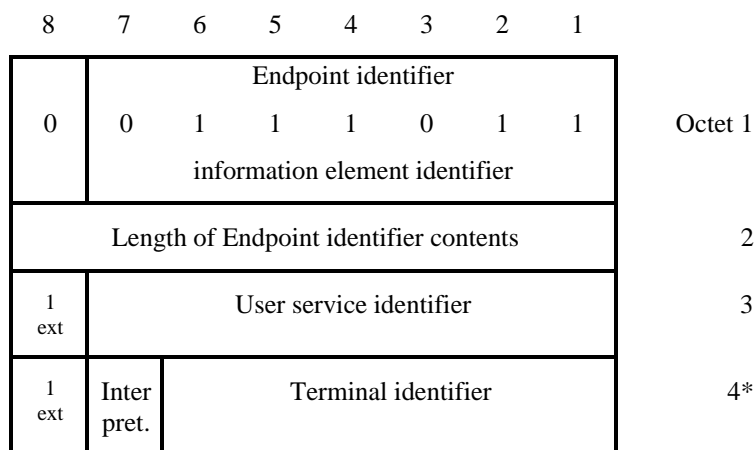 8 7 6 5 4 3 2 1
Endpoint identifier
0 0 1 1 1 0 1 1 Octet 1
information element identifier
Length of Endpoint identifier contents 2
1 User service identifier 3
ext
1 Inter Terminal identifier 4*
ext pret.